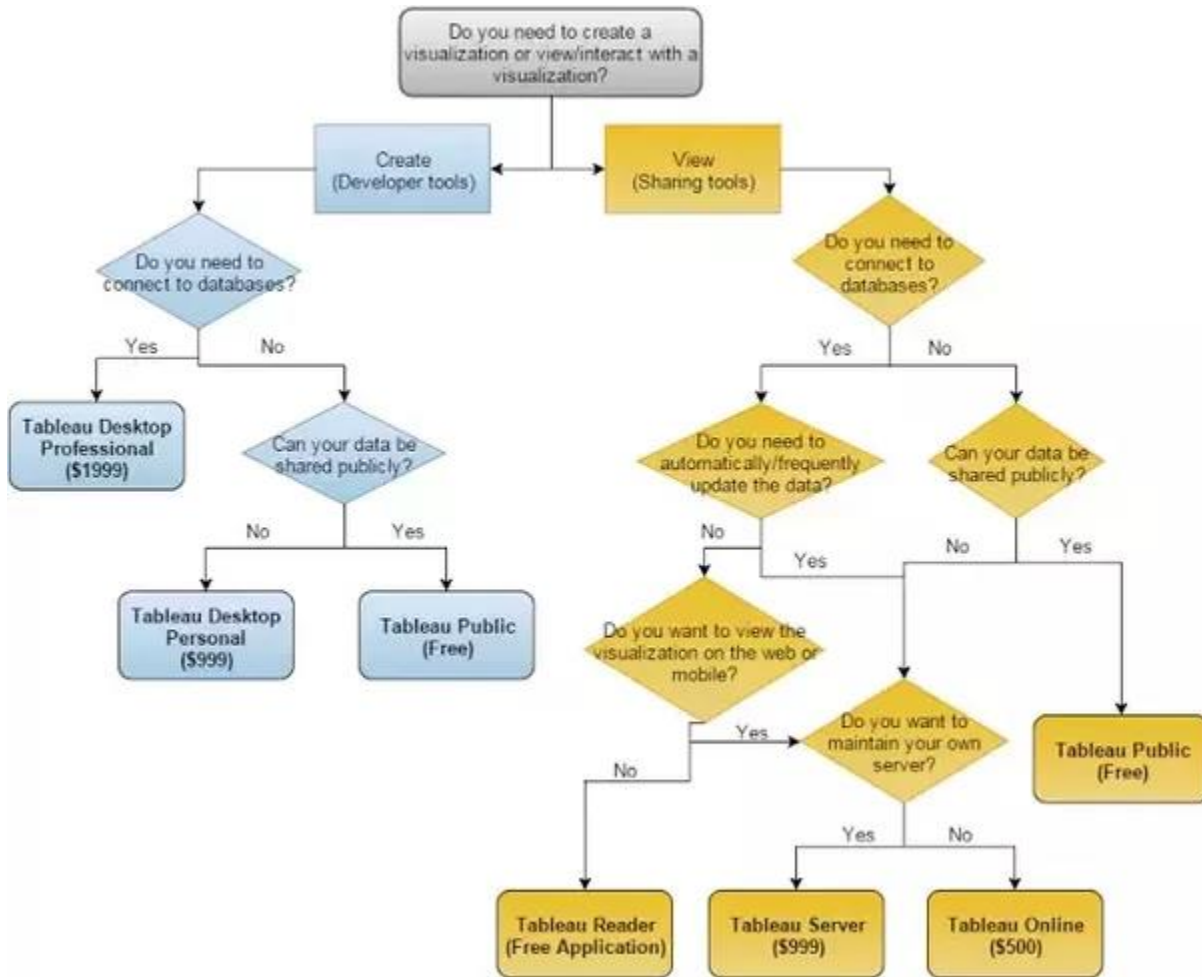 Do you need to create a
visualization or view/interact with a
visualization?
Create
(Developer tools)
View
(Sharing tools)
Do you need to
connect to databases?
Do you need to
connect to
databases?
Yes
No
Yes
No
Tableau Desktop
Professional
($1999)
Can your data be
shared publicly?
Do you need to
automatically/frequently
update the data?
Can your data be
shared publicly?
No
Yes
No
Yes
No
Yes
Tableau Desktop
Personal
($999)
Tableau Public
(Free)
Do you want to view the
visualization on the web or
mobile?
Yes
No
Do you want to
maintain your own
server?
Tableau Public
(Free)
Yes
No
Tableau Reader
(Free Application)
Tableau Server
($999)
Tableau Online
($500)